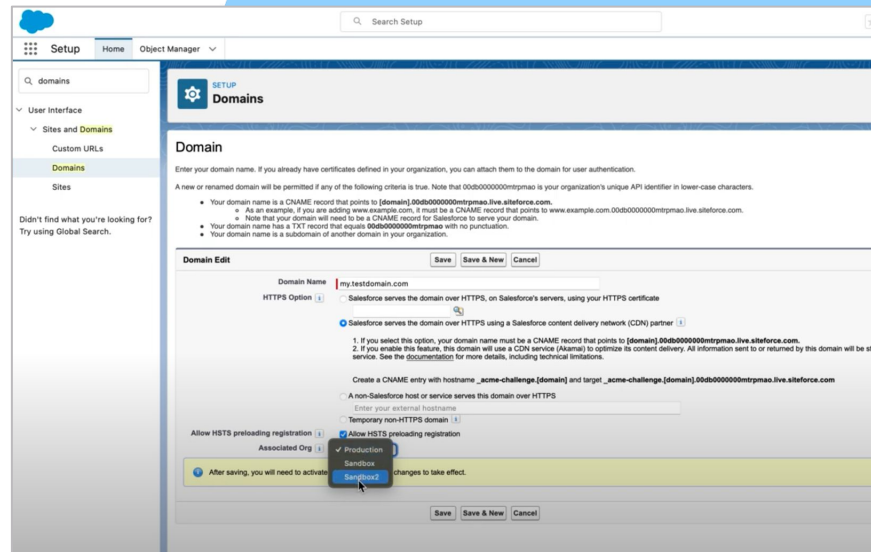 Search Setup
Setup
Home
Object Manager
domains
User Interface
Sites and Domains
Custom URLs
Domains
Sites
Didn't find what you're looking for?
Try using Global Search.
SETUP
Domains
Domain
Enter your domain name. If you already have certificates defined in your organization, you can attach them to the domain for user authentication.
A new or renamed domain will be permitted if any of the following criteria is true. Note that 00db0000000mtrpmao is your organization's unique API identifier in lower-case characters.
Your domain name is a CNAME record that points to [domain].00db0000000mtrpmao.live.siteforce.com.
As an example, if you are adding www.example.com, it must be a CNAME record that points to www.example.com.00db0000000mtrpmao.live.siteforce.com.
Note that your domain will need to be a CNAME record for Salesforce to serve your domain.
Your domain name has a TXT record that equals 00db0000000mtrpmao with no punctuation.
Your domain name is a subdomain of another domain in your organization.
Domain Edit
Save
Save & New
Cancel
Domain Name
my.testdomain.com
HTTPS Option
Salesforce serves the domain over HTTPS, on Salesforce's servers, using your HTTPS certificate
Salesforce serves the domain over HTTPS using a Salesforce content delivery network (CDN) partner
1. If you select this option, your domain name must be a CNAME record that points to [domain].00db0000000mtrpmao.live.siteforce.com.
2. If you enable this feature, this domain will use a CDN service (Akamai) to optimize its content delivery. All information sent to or returned by this domain will be
service. See the documentation for more details, including technical limitations.
Create a CNAME entry with hostname _acme-challenge.[domain] and target _acme-challenge.[domain].00db0000000mtrpmao.live.siteforce.com
A non-Salesforce host or service serves this domain over HTTPS
Enter your external hostname
Temporary non-HTTPS domain
Allow HSTS preloading registration
Allow HSTS preloading registration
Associated Org
Production
Sandbox
Sandbox2
After saving, you will need to activate changes to take effect.
Save
Save & New
Cancel